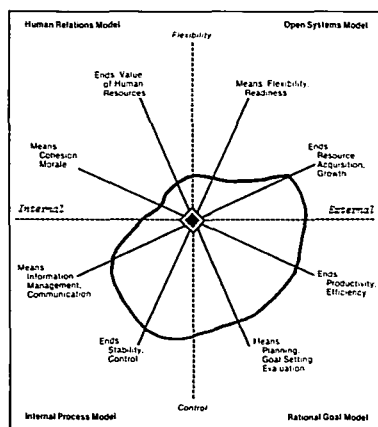 Human Relations Model
Open Systems Model
Flexibility
Ends: Value
of Human
Resources
Means: Flexibility,
Readiness
Means
Cohesion
Morale
Ends
Resource
Acquisition,
Growth
Internal
External
Means
Information
Management,
Communication
Ends
Productivity,
Efficiency
Ends
Stability,
Control
Means
Planning,
Goal Setting
Evaluation
Control
Internal Process Model
Rational Goal Model